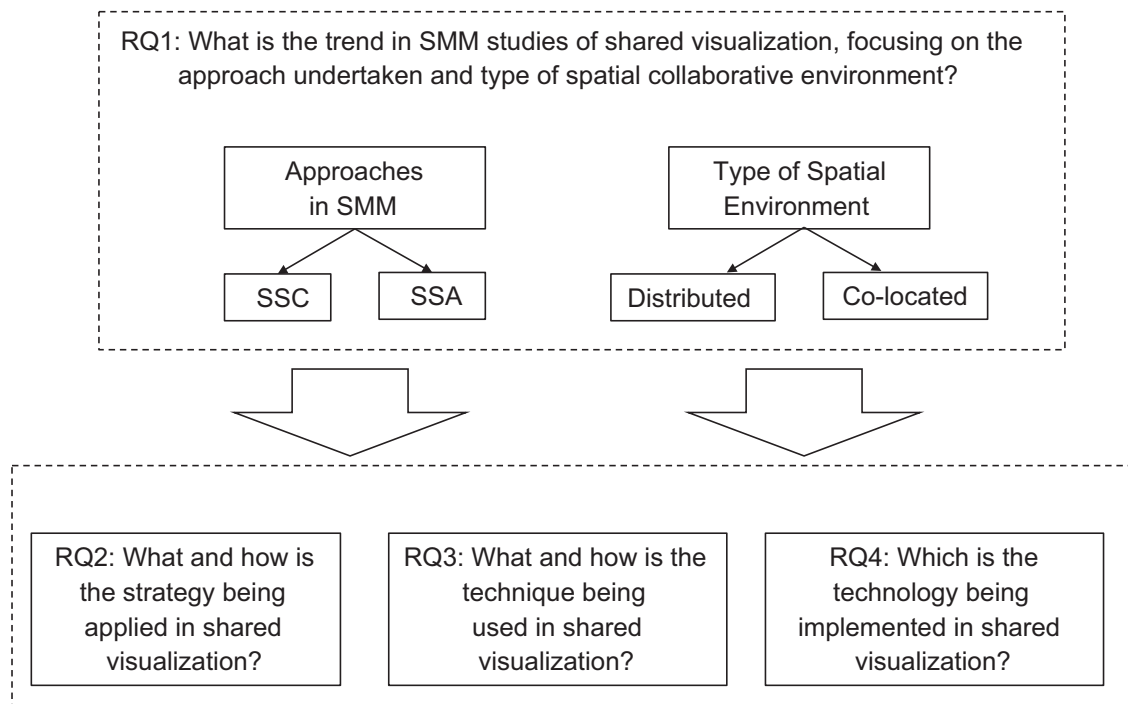 RQ1: What is the trend in SMM studies of shared visualization, focusing on the
approach undertaken and type of spatial collaborative environment?
Approaches
in SMM
Type of Spatial
Environment
SSC
SSA
Distributed
Co-located
RQ2: What and how is
the strategy being
applied in shared
visualization?
RQ3: What and how is the
technique being
used in shared
visualization?
RQ4: Which is the
technology being
implemented in shared
visualization?